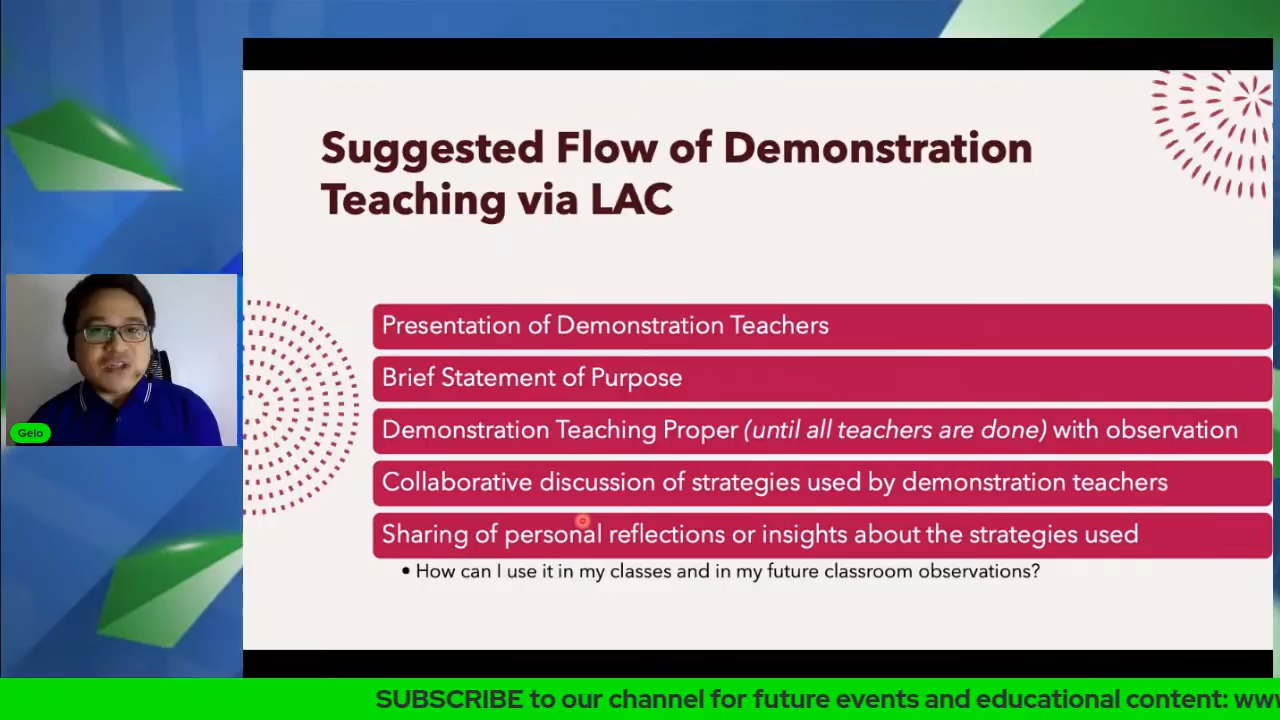 Suggested Flow of Demonstration
Teaching via LAC
Presentation of Demonstration Teachers
Brief Statement of Purpose
Demonstration Teaching Proper (until all teachers are done) with observation
Collaborative discussion of strategies used by demonstration teachers
Sharing of personal reflections or insights about the strategies used
• How can I use it in my classes and in my future classroom observations?
Gelo
SUBSCRIBE to our channel for future events and educational content: www